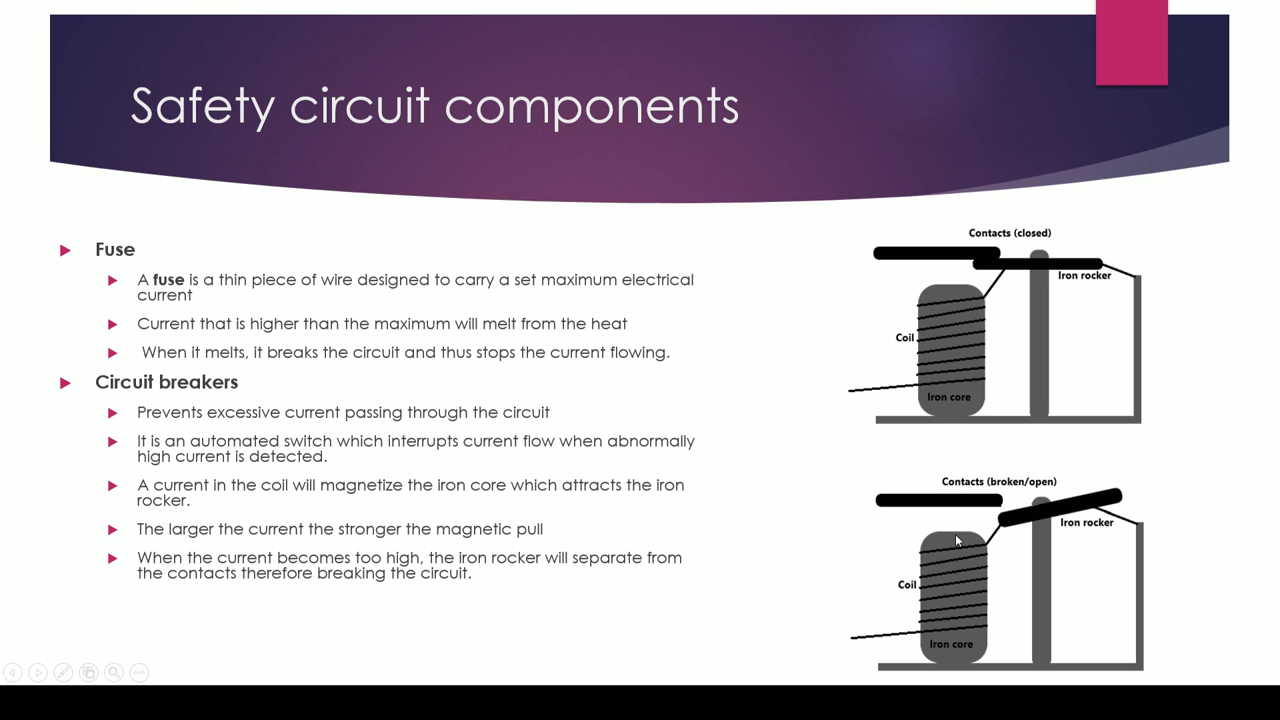 Safety circuit components
Fuse
A fuse is a thin piece of wire designed to carry a set maximum electrical
current
Current that is higher than the maximum will melt from the heat
When it melts, it breaks the circuit and thus stops the current flowing.
Circuit breakers
Prevents excessive current passing through the circuit
It is an automated switch which interrupts current flow when abnormally
high current is detected.
A current in the coil will magnetize the iron core which attracts the iron
rocker.
The larger the current the stronger the magnetic pull
When the current becomes too high, the iron rocker will separate from
the contacts therefore breaking the circuit.
Contacts (closed)
Iron rocker
Coil
Iron core
Contacts (broken/open)
Iron rocker
Coil
Iron core